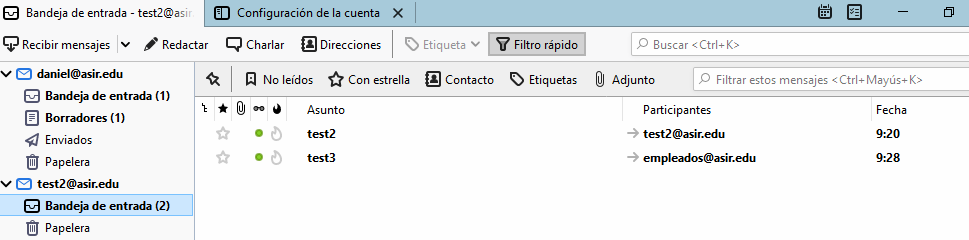 Bandeja de entrada - test2@asir
Configuración de la cuenta
Recibir mensajes
Redactar
Charlar
Direcciones
Etiqueta
Filtro rápido
Buscar <Ctrl+K>
daniel@asir.edu
Bandeja de entrada (1)
Borradores (1)
Enviados
Papelera
test2@asir.edu
Bandeja de entrada (2)
Papelera
No leídos
Con estrella
Contacto
Etiquetas
Adjunto
Filtrar estos mensajes <Ctrl+Mayús+K>
Asunto Participantes Fecha
test2 test2@asir.edu 9:20
test3 empleados@asir.edu 9:28